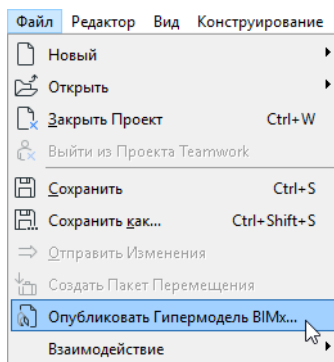 Файл Редактор Вид Конструирование
Новый
Открыть
Закрыть Проект Ctrl+W
Выйти из Проекта Teamwork
Сохранить Ctrl+S
Сохранить как... Ctrl+Shift+S
Отправить Изменения
Создать Пакет Перемещения
Опубликовать Гипермодель BIMx...
Взаимодействие